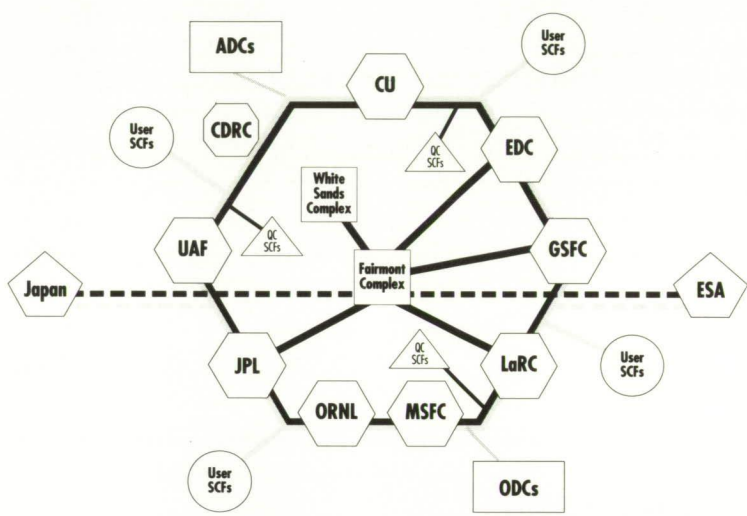 ADCs
User
SCFs
CU
User
SCFs
CDRC
QC
SCFs
EDC
White
Sands
Complex
UAF
QC
SCFs
GSFC
Fairmont
Complex
Japan
ESA
JPL
QC
SCFs
LaRC
User
SCFs
ORNL
MSFC
User
SCFs
ODCs